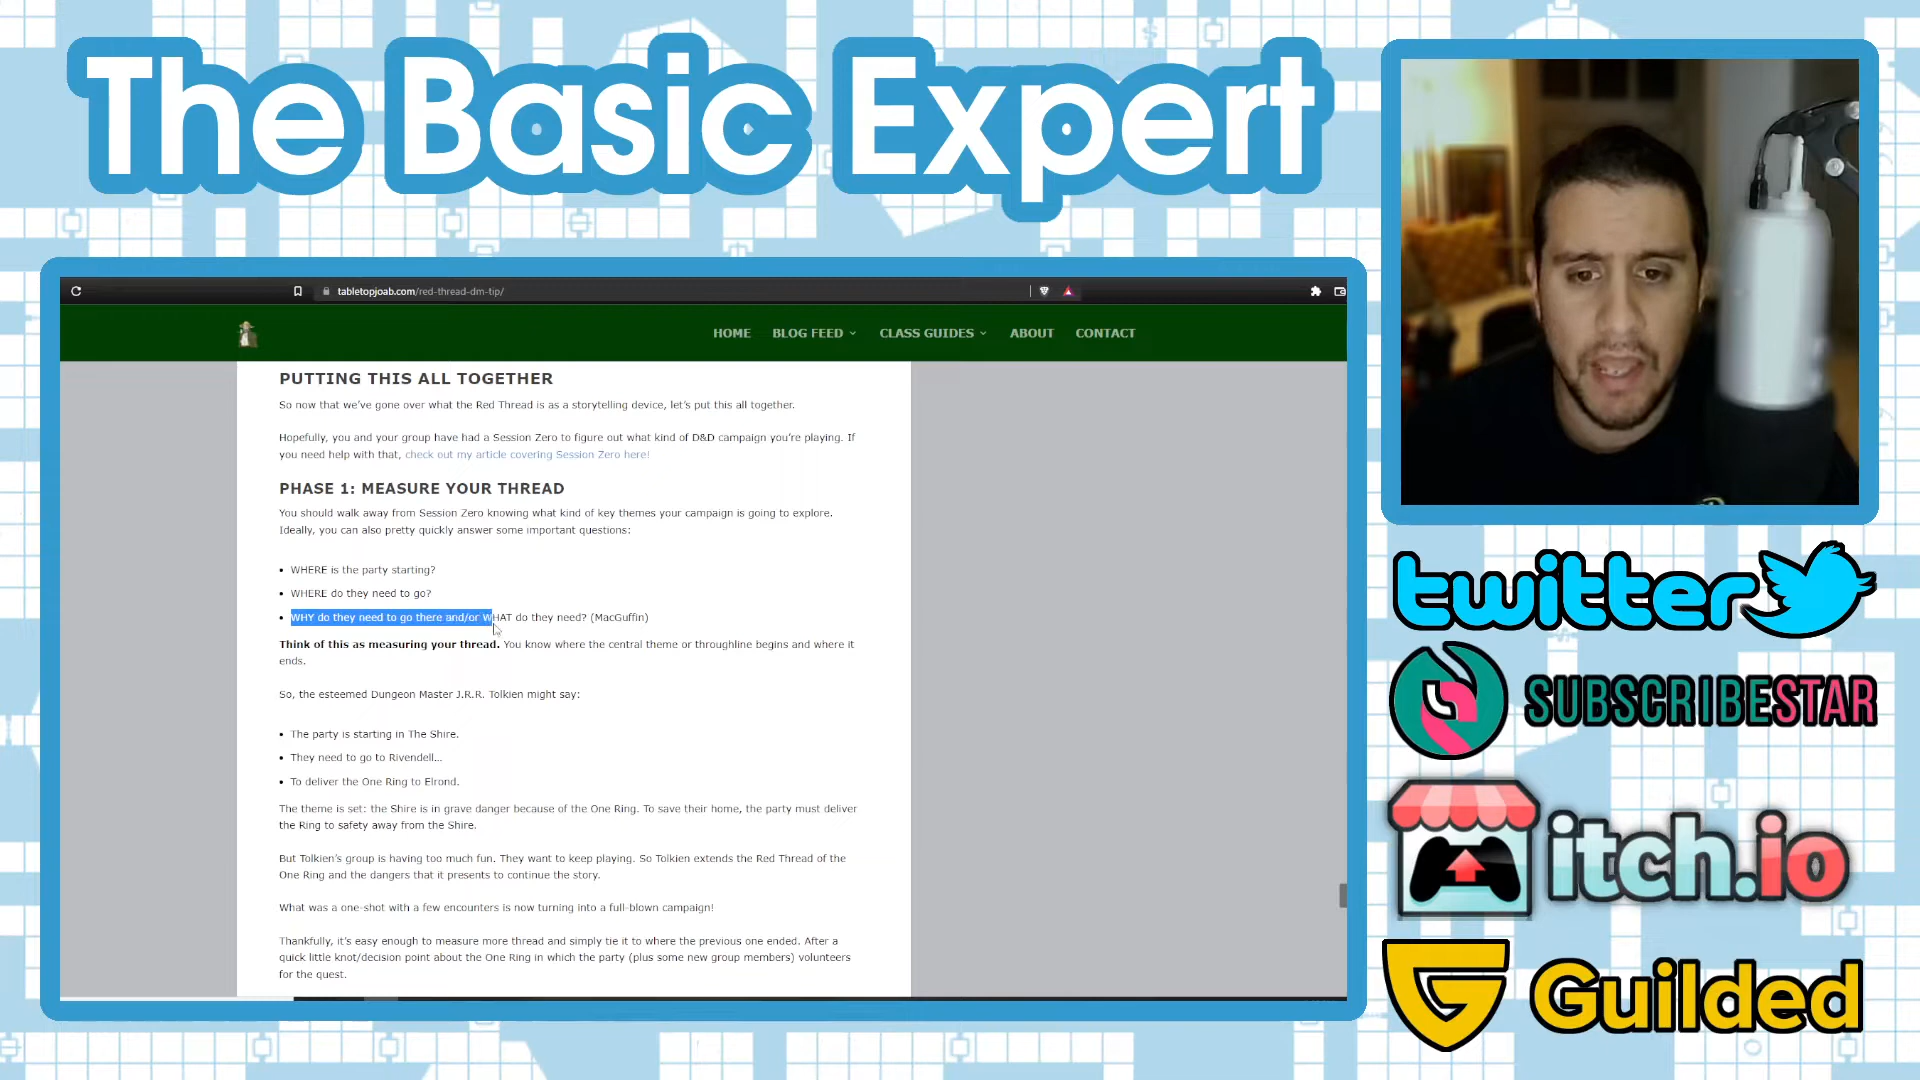 The Basic Expert
tabletopjoab.com/red-thread-dm-tip/
HOME BLOG FEED CLASS GUIDES ABOUT CONTACT
PUTTING THIS ALL TOGETHER
So now that we've gone over what the Red Thread is as a storytelling device, let's put this all together.
Hopefully, you and your group have had a Session Zero to figure out what kind of D&D campaign you're playing. If
you need help with that, check out my article covering Session Zero here!
PHASE 1: MEASURE YOUR THREAD
You should walk away from Session Zero knowing what kind of key themes your campaign is going to explore.
Ideally, you can also pretty quickly answer some important questions:
• WHERE is the party starting?
• WHERE do they need to go?
• WHY do they need to go there and/or WHAT do they need? (MacGuffin)
Think of this as measuring your thread. You know where the central theme or throughline begins and where it
ends.
So, the esteemed Dungeon Master J.R.R. Tolkien might say:
• The party is starting in The Shire.
• They need to go to Rivendell...
• To deliver the One Ring to Elrond.
The theme is set: the Shire is in grave danger because of the One Ring. To save their home, the party must deliver
the Ring to safety away from the Shire.
But Tolkien's group is having too much fun. They want to keep playing. So Tolkien extends the Red Thread of the
One Ring and the dangers that it presents to continue the story.
What was a one-shot with a few encounters is now turning into a full-blown campaign!
Thankfully, it's easy enough to measure more thread and simply tie it to where the previous one ended. After a
quick little knot/decision point about the One Ring in which the party (plus some new group members) volunteers
for the quest.
twitter
SUBSCRIBESTAR
itch.io
Guilded